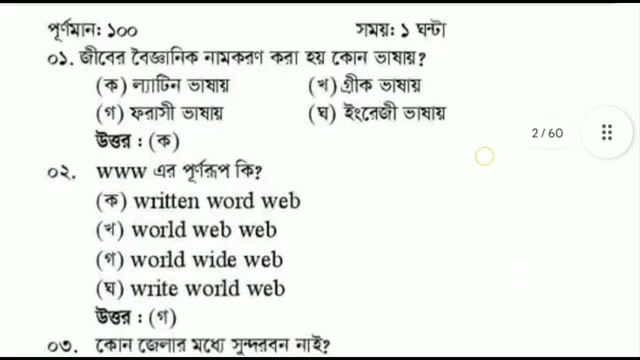 পূর্ণমান: ১০০ সময়: ১ ঘন্টা
০১. জীবের বৈজ্ঞানিক নামকরণ করা হয় কোন ভাষায়?
(ক) ল্যাটিন ভাষায় (খ) গ্রীক ভাষায়
(গ) ফরাসী ভাষায় (ঘ) ইংরেজী ভাষায়
উত্তর : (ক)
2 / 60
০২. www এর পূর্ণরূপ কি?
(ক) written word web
(খ) world web web
(গ) world wide web
(ঘ) write world web
উত্তর : (গ)
০৩. কোন জেলার মধ্যে সুন্দরবন নাই?